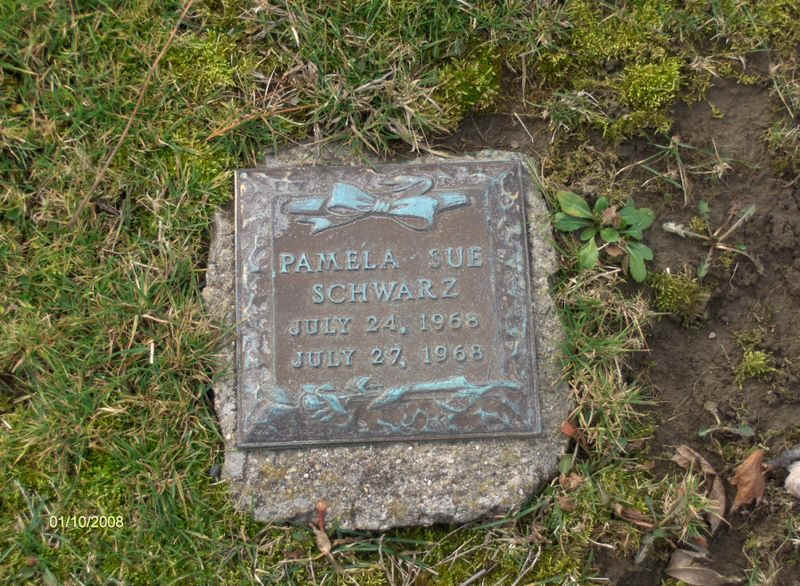 PAMELA SUE
SCHWARZ
JULY 24, 1968
JULY 27, 1968
01/10/2008